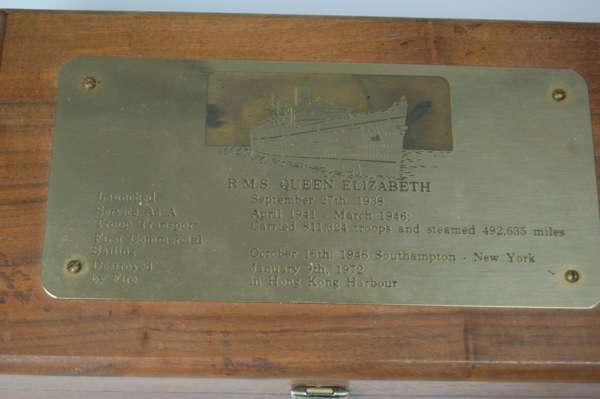 R.M.S. QUEEN ELIZABETH
Launched September 27th, 1938
Service As A April 1941 - March 1946;
Troop Transport Carried 811,324 troops and steamed 492,635 miles
First Commercial
Sailing October 16th, 1946 Southampton - New York
Destroyed January 9th, 1972
by Fire in Hong Kong Harbour